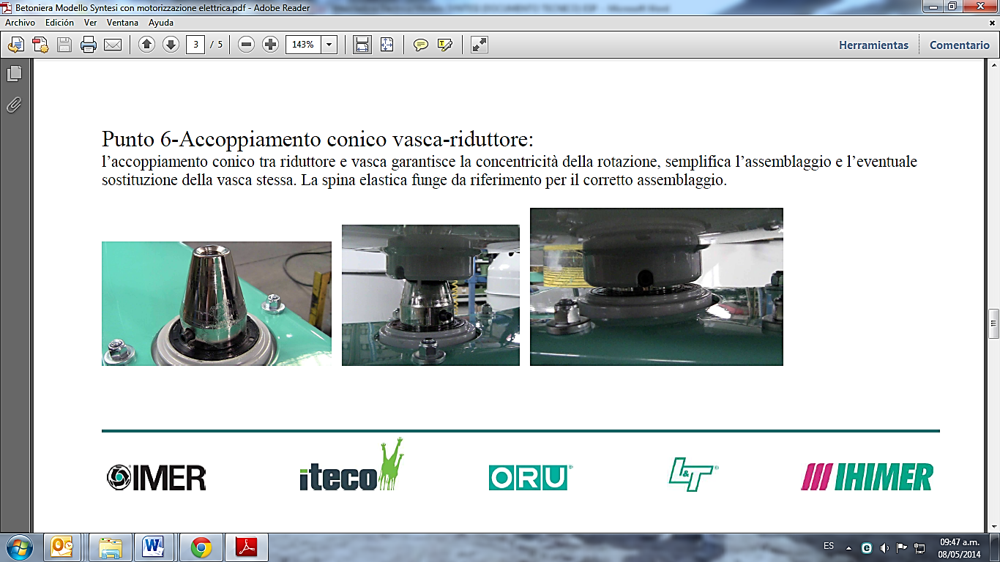 Betoniera Modello Syntesi con motorizzazione elettrica.pdf - Adobe Reader
Archivo Edición Ver Ventana Ayuda
3 / 5 143% Herramientas Comentario
Punto 6-Accoppiamento conico vasca-riduttore:
l’accoppiamento conico tra riduttore e vasca garantisce la concentricità della rotazione, semplifica l’assemblaggio e l’eventuale
sostituzione della vasca stessa. La spina elastica funge da riferimento per il corretto assemblaggio.
IMER iteco ORU® L&T® IHIMER
ES 09:47 a.m.
08/05/2014